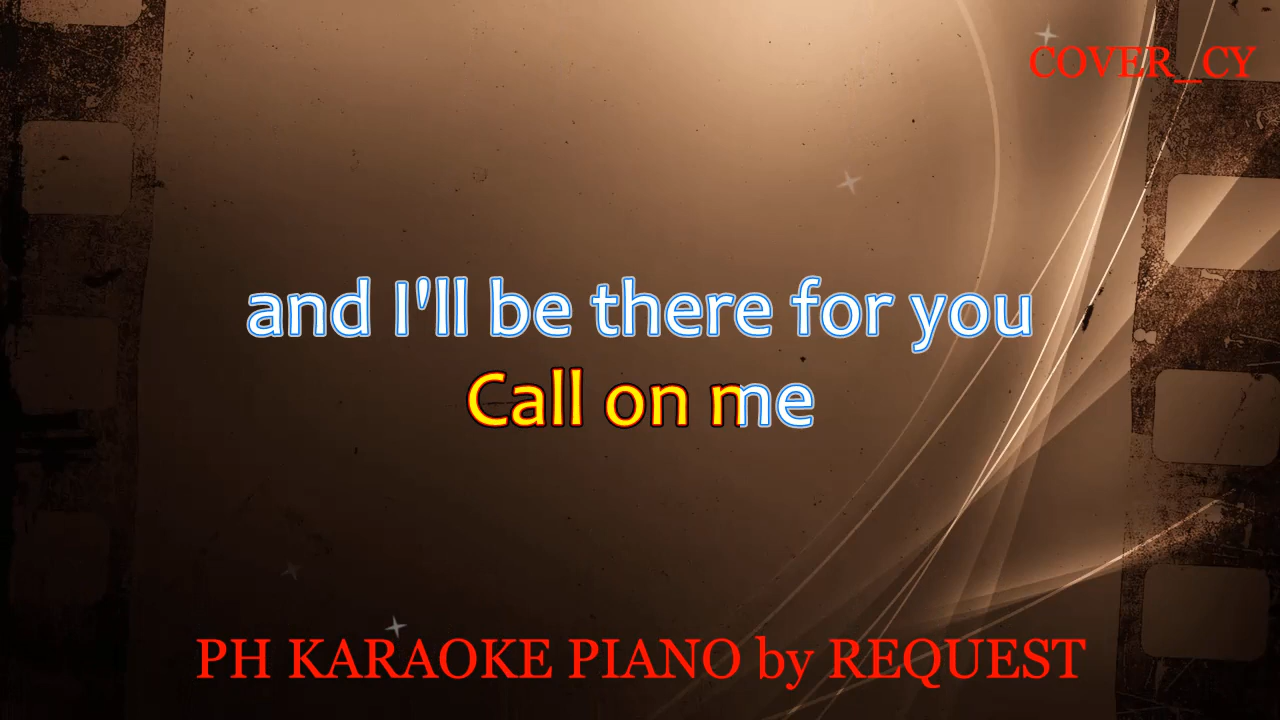 COVER_CY
and I'll be there for you
Call on me
PH KARAOKE PIANO by REQUEST